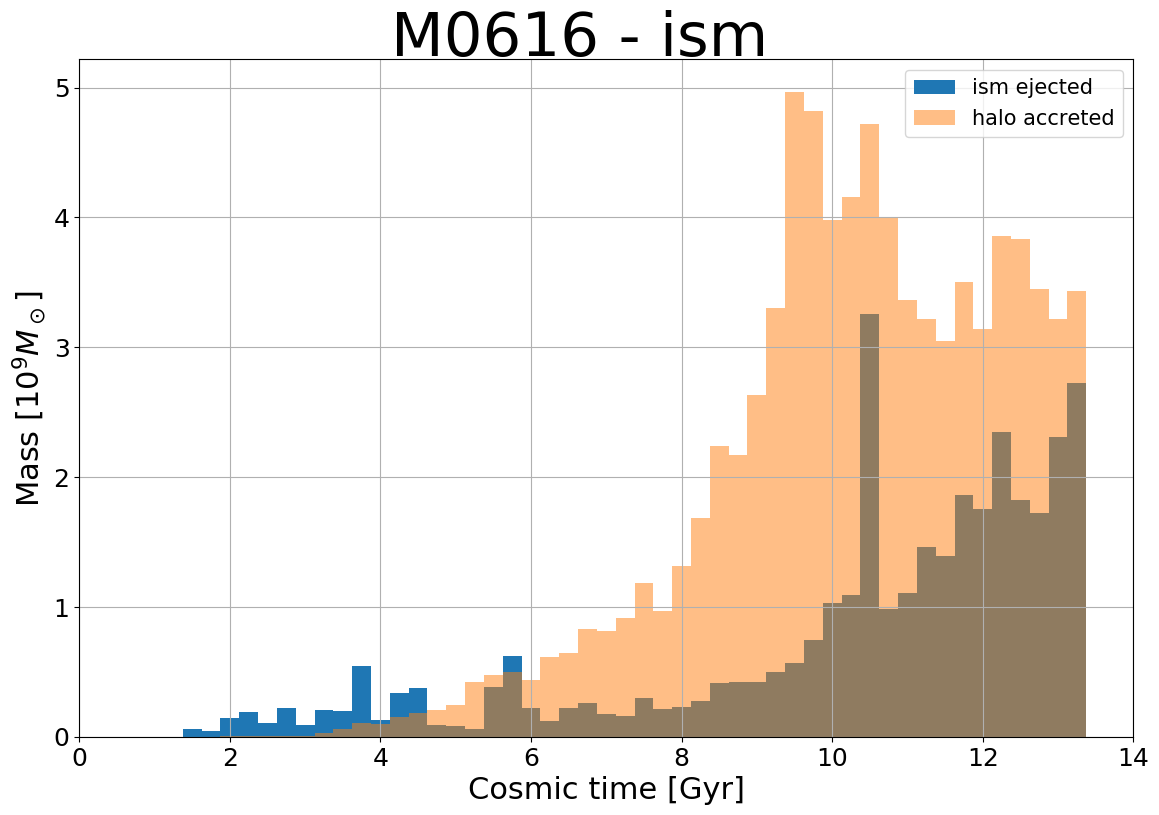 M0616 - ism
ism ejected
halo accreted
Mass [10⁹M⊙]
5
4
3
2
1
0
0 2 4 6 8 10 12 14
Cosmic time [Gyr]